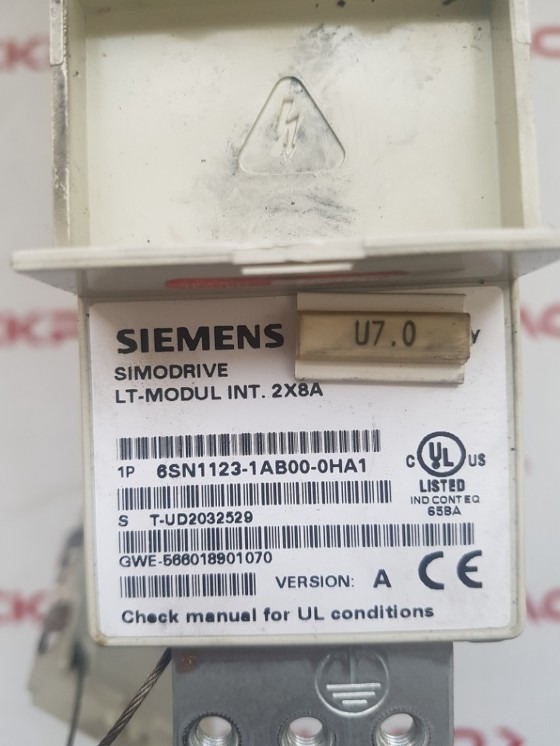 SIEMENS
U7.0
SIMODRIVE
LT-MODUL INT. 2X8A
1P 6SN1123-1AB00-0HA1
C UL US
LISTED
IND CONT EQ
65BA
S T-UD2032529
GWE-566018901070
VERSION: A CE
Check manual for UL conditions